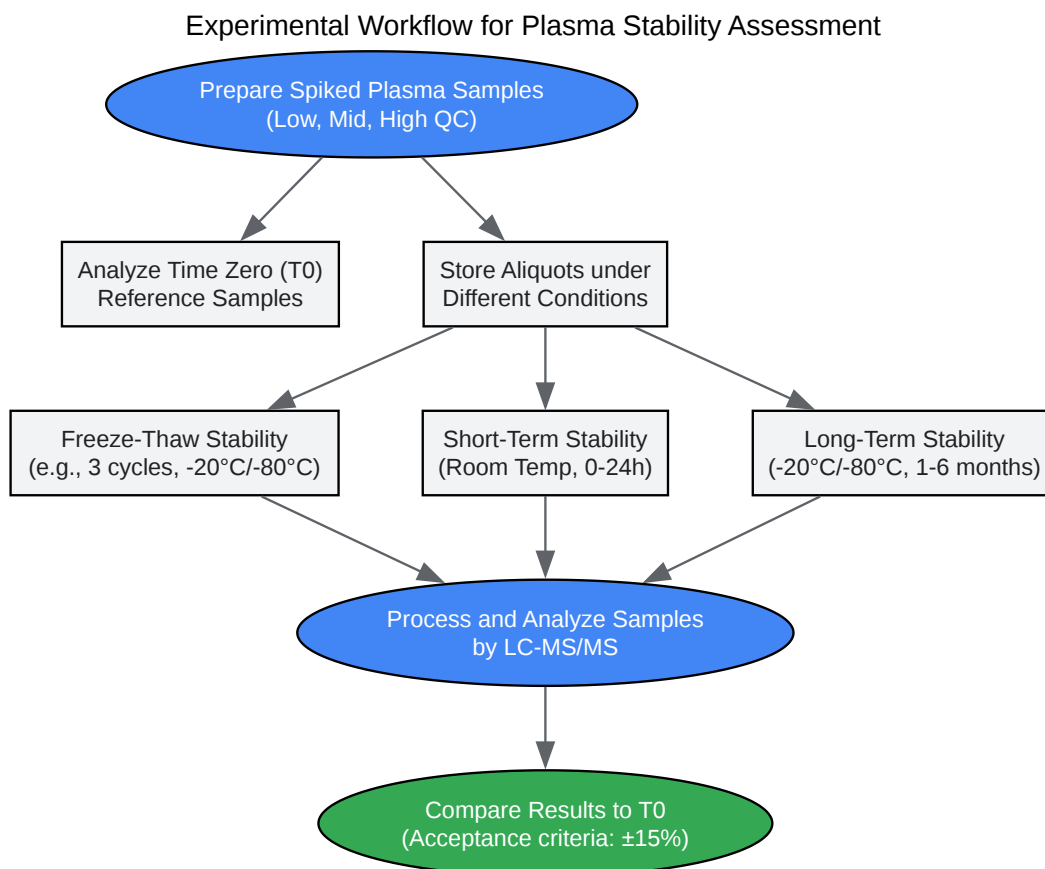 Experimental Workflow for Plasma Stability Assessment
Prepare Spiked Plasma Samples
(Low, Mid, High QC)
Analyze Time Zero (T0)
Reference Samples
Store Aliquots under
Different Conditions
Freeze-Thaw Stability
(e.g., 3 cycles, -20°C/-80°C)
Short-Term Stability
(Room Temp, 0-24h)
Long-Term Stability
(-20°C/-80°C, 1-6 months)
Process and Analyze Samples
by LC-MS/MS
Compare Results to T0
(Acceptance criteria: ±15%)